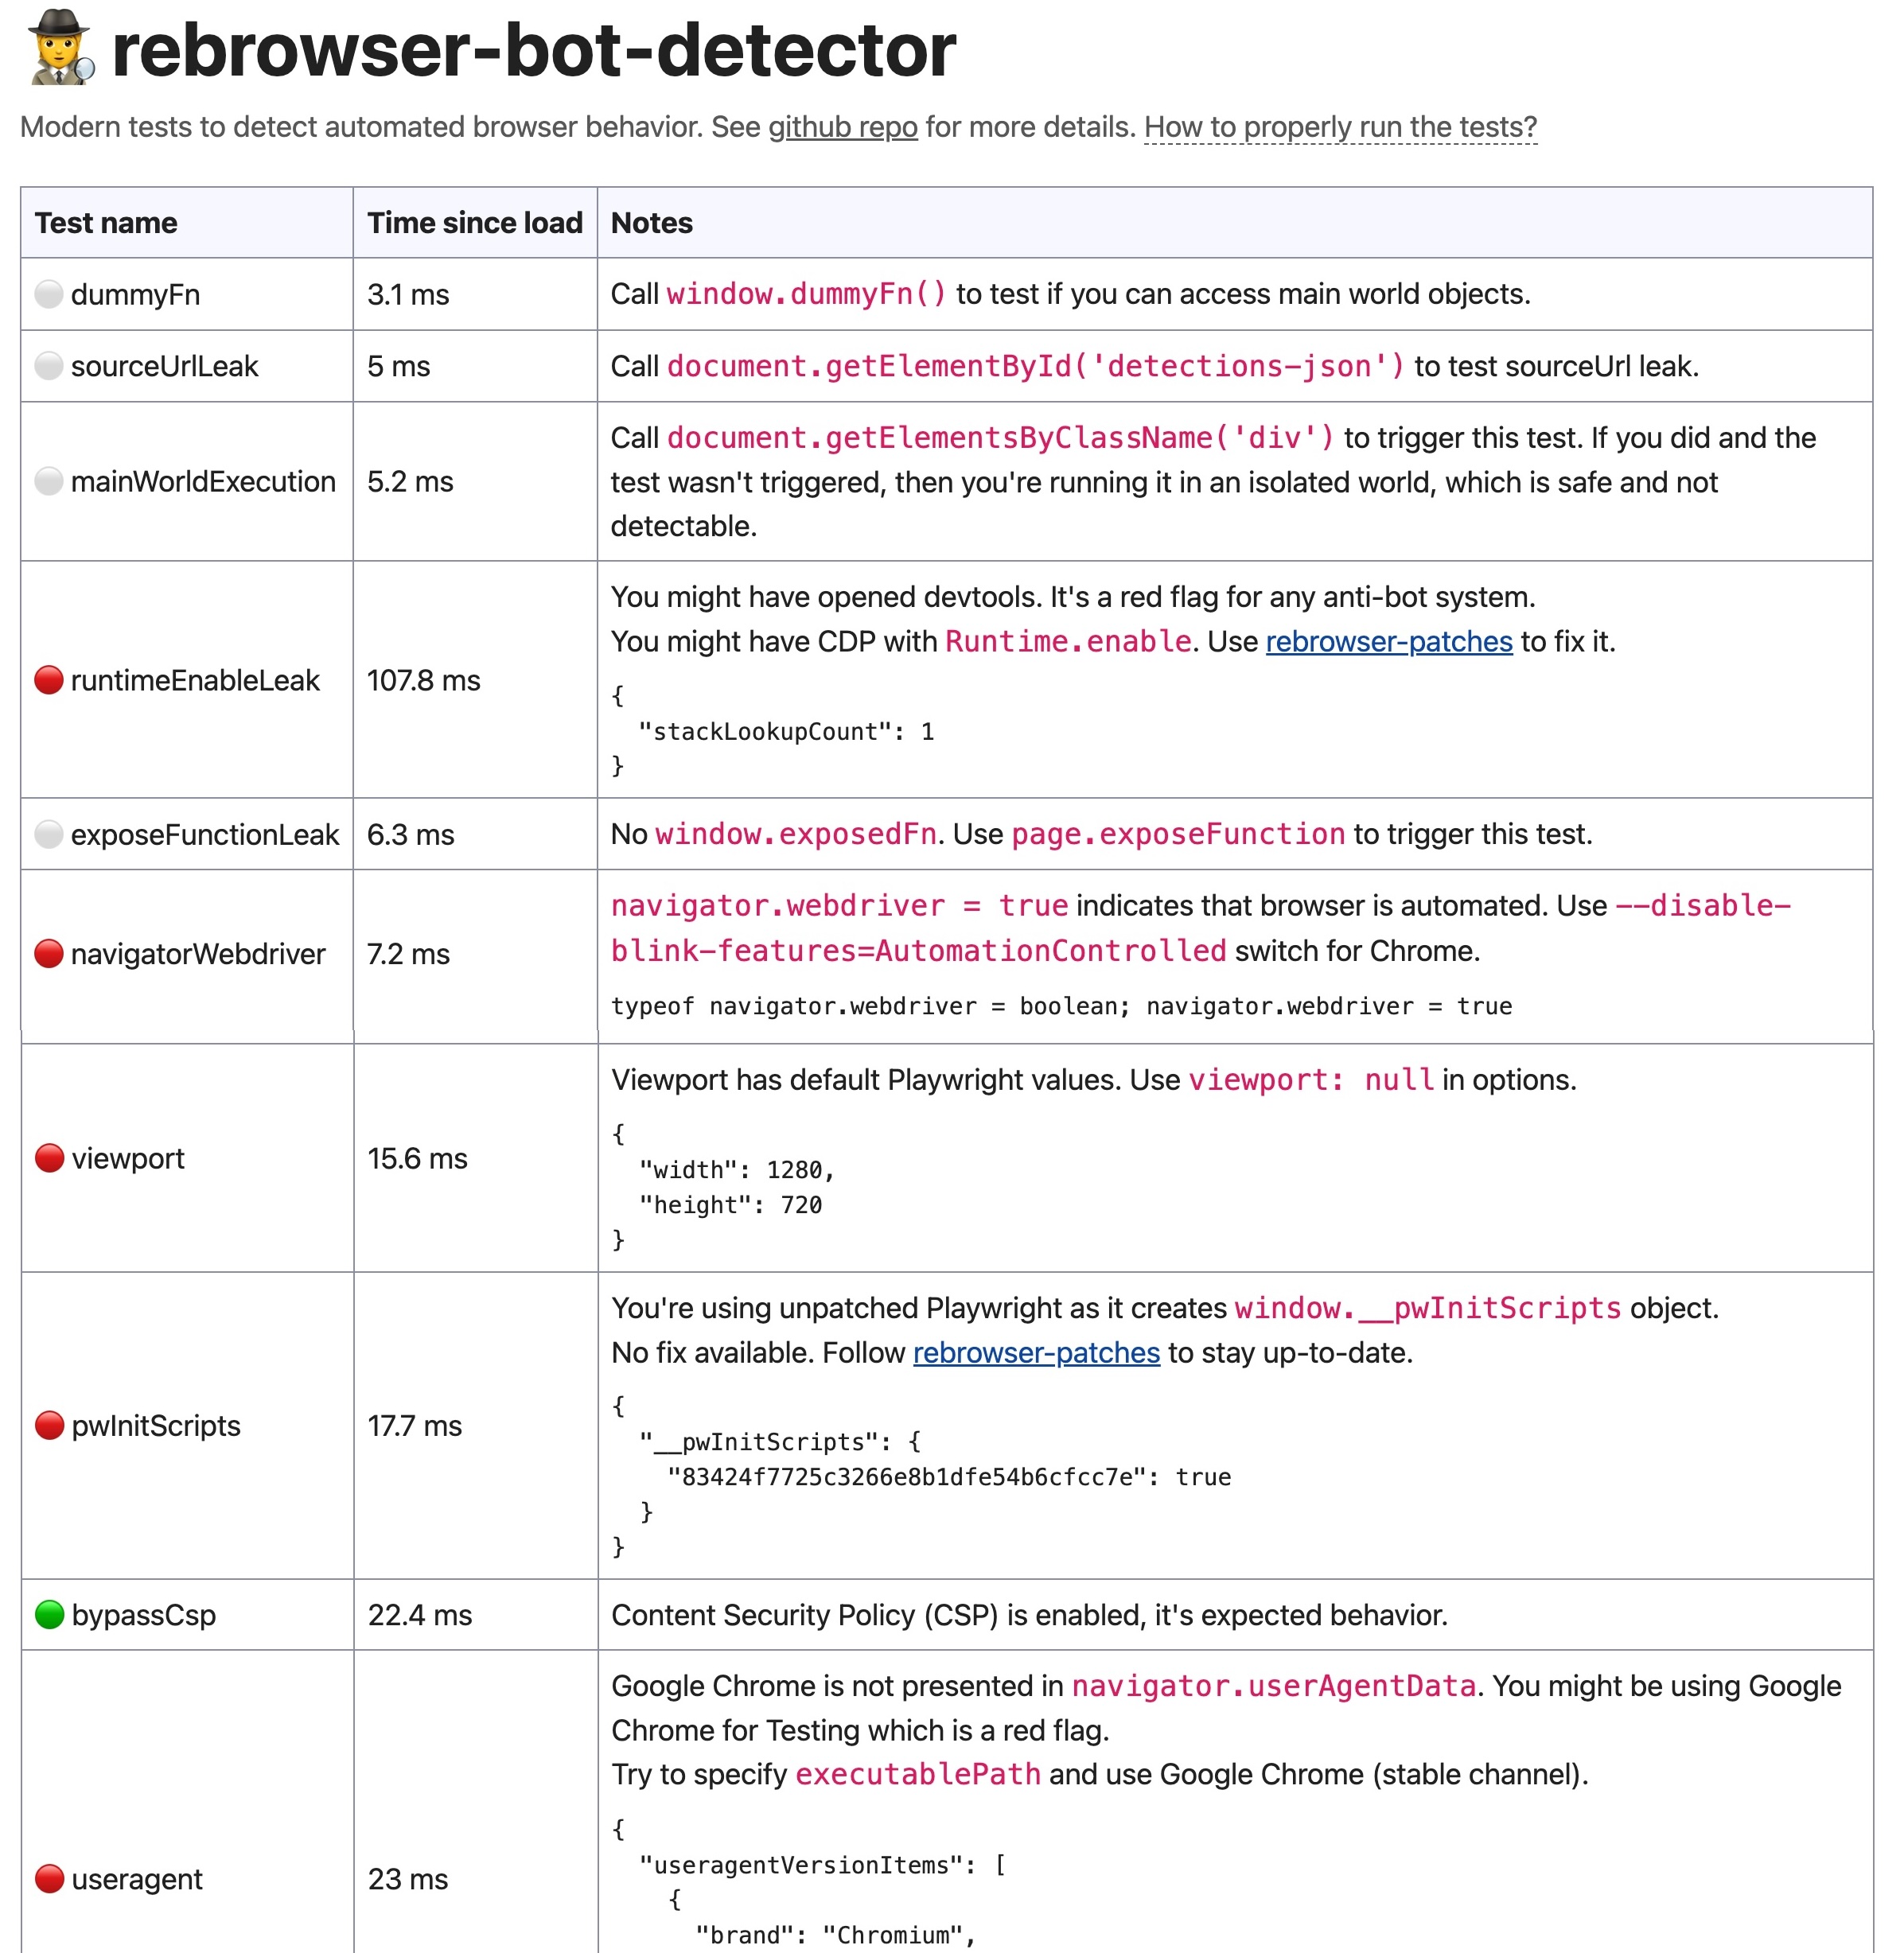 rebrowser-bot-detector
Modern tests to detect automated browser behavior. See github repo for more details. How to properly run the tests?
Test name Time since load Notes
dummyFn 3.1 ms Call window.dummyFn() to test if you can access main world objects.
sourceUrlLeak 5 ms Call document.getElementById('detections-json') to test sourceUrl leak.
mainWorldExecution 5.2 ms Call document.getElementsByClassName('div') to trigger this test. If you did and the
test wasn't triggered, then you're running it in an isolated world, which is safe and not
detectable.
runtimeEnableLeak 107.8 ms You might have opened devtools. It's a red flag for any anti-bot system.
You might have CDP with Runtime.enable. Use rebrowser-patches to fix it.
{
"stackLookupCount": 1
}
exposeFunctionLeak 6.3 ms No window.exposedFn. Use page.exposeFunction to trigger this test.
navigatorWebdriver 7.2 ms navigator.webdriver = true indicates that browser is automated. Use --disable-
blink-features=AutomationControlled switch for Chrome.
typeof navigator.webdriver = boolean; navigator.webdriver = true
viewport 15.6 ms Viewport has default Playwright values. Use viewport: null in options.
{
"width": 1280,
"height": 720
}
pwInitScripts 17.7 ms You're using unpatched Playwright as it creates window.__pwInitScripts object.
No fix available. Follow rebrowser-patches to stay up-to-date.
{
"__pwInitScripts": {
"83424f7725c3266e8b1dfe54b6cfcc7e": true
}
}
bypassCsp 22.4 ms Content Security Policy (CSP) is enabled, it's expected behavior.
useragent 23 ms Google Chrome is not presented in navigator.userAgentData. You might be using Google
Chrome for Testing which is a red flag.
Try to specify executablePath and use Google Chrome (stable channel).
{
"useragentVersionItems": [
{
"brand": "Chromium",